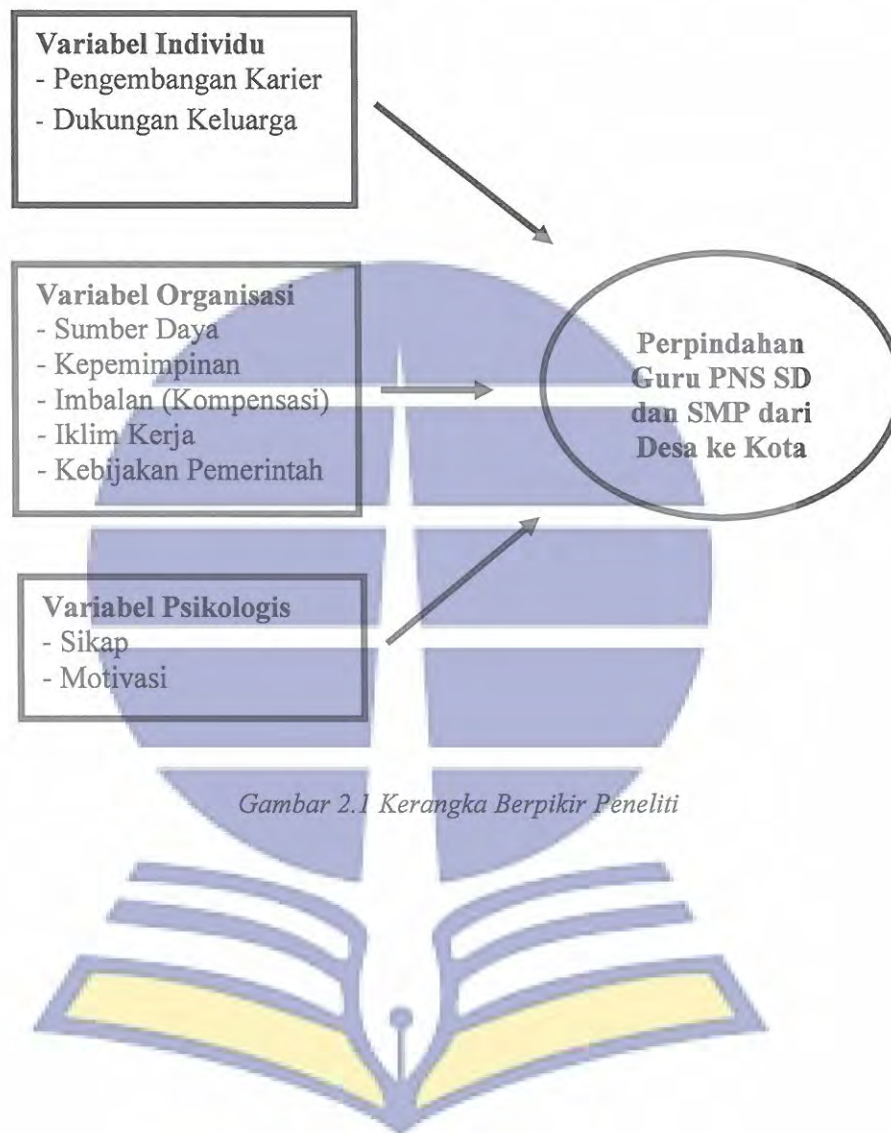 Variabel Individu
- Pengembangan Karier
- Dukungan Keluarga
Variabel Organisasi
- Sumber Daya
- Kepemimpinan
- Imbalan (Kompensasi)
- Iklim Kerja
- Kebijakan Pemerintah
Perpindahan
Guru PNS SD
dan SMP dari
Desa ke Kota
Variabel Psikologis
- Sikap
- Motivasi
Gambar 2.1 Kerangka Berpikir Peneliti